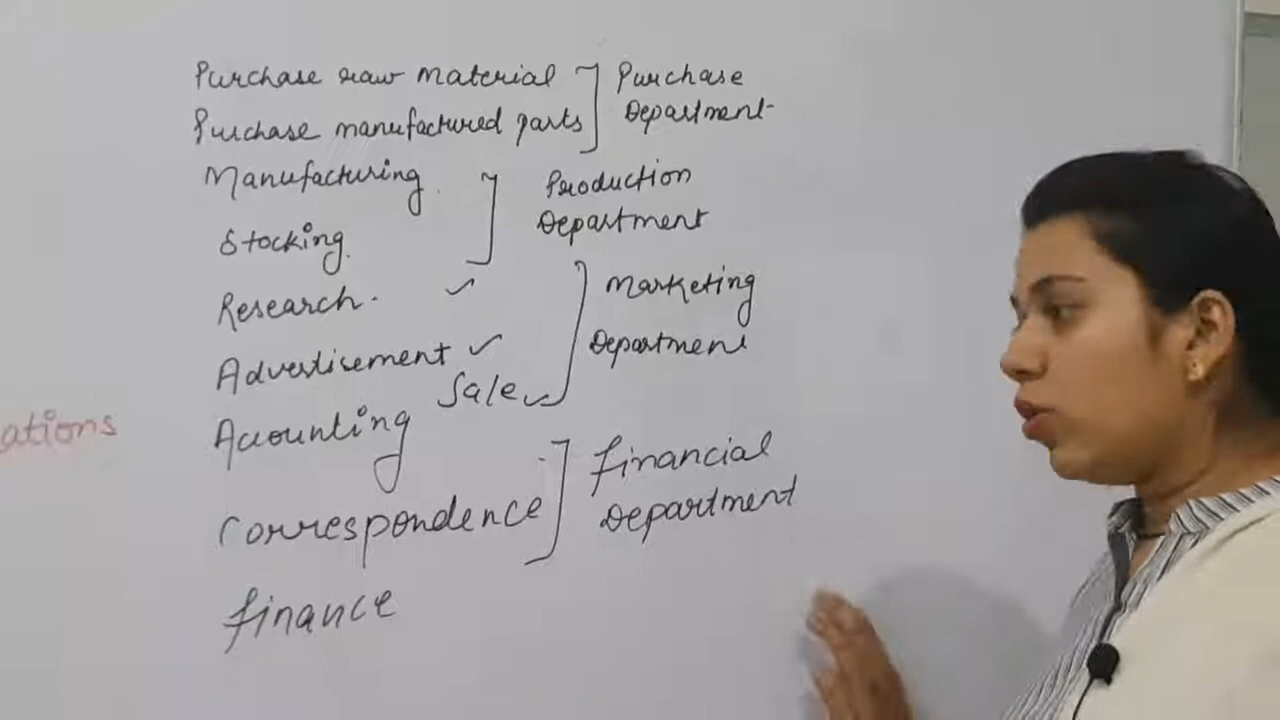 Purchase raw material
Purchase manufactured parts
Purchase
Department
Manufacturing
Stocking
Production
Department
Research
Advertisement
Sale
Marketing
Department
Accounting
Correspondence
finance
financial
Department
ations